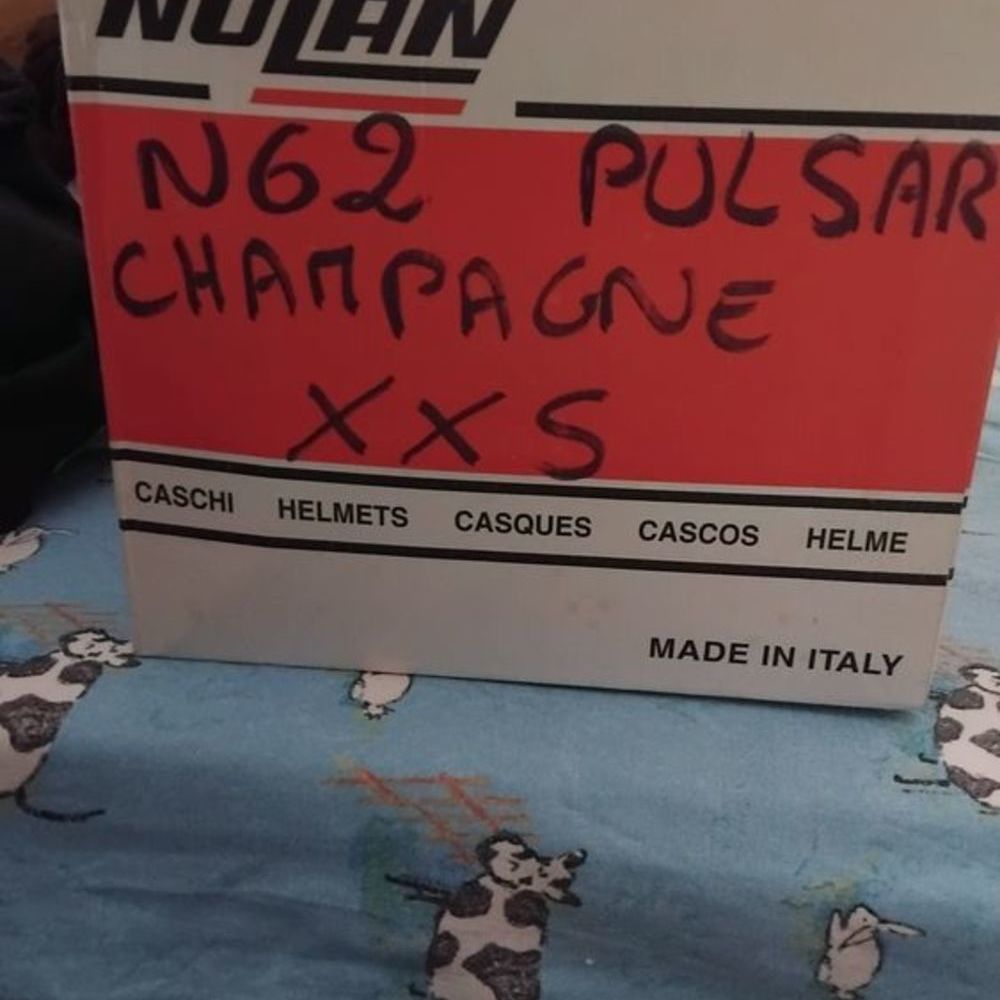 NOLAN
N62 PULSAR
CHAMPAGNE
XXS
CASCHI HELMETS CASQUES CASCOS HELME
MADE IN ITALY